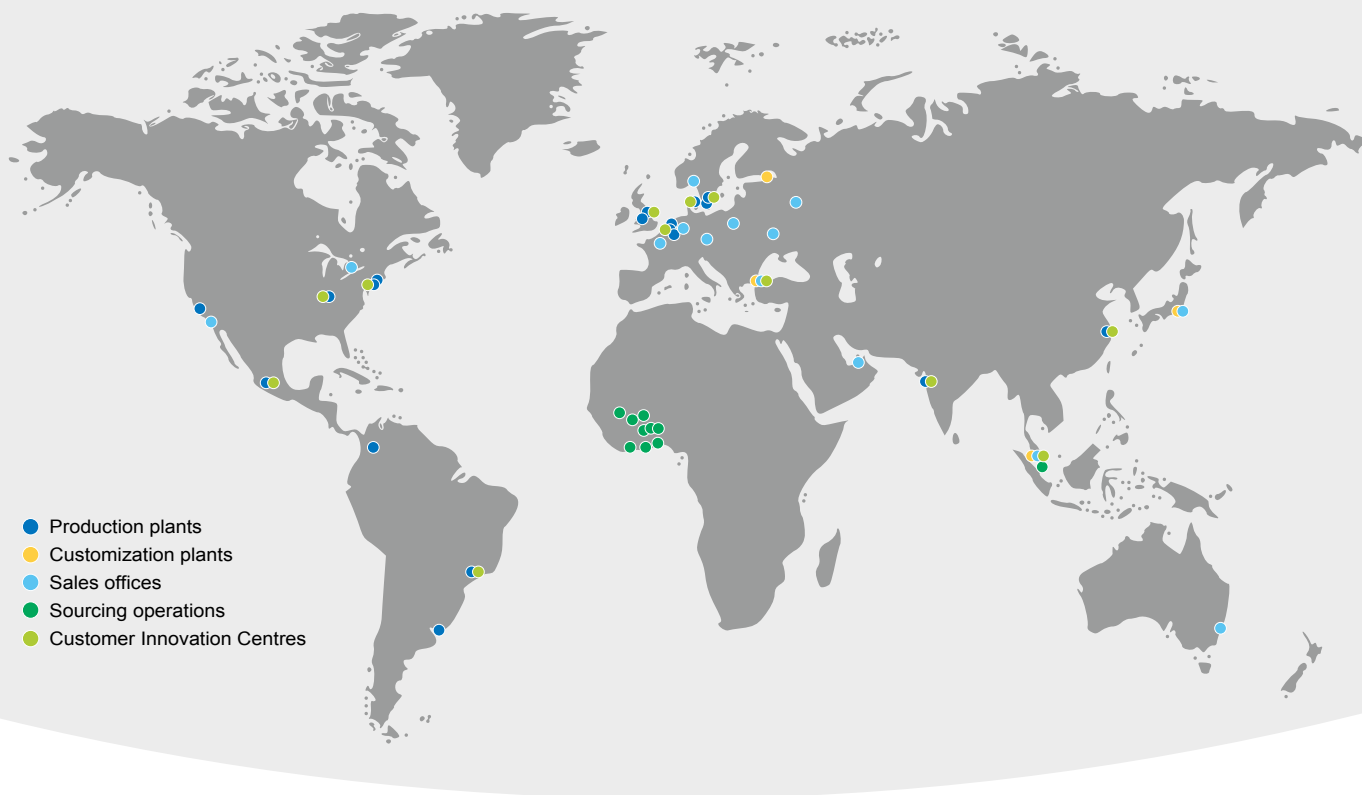 Production plants
Customization plants
Sales offices
Sourcing operations
Customer Innovation Centres